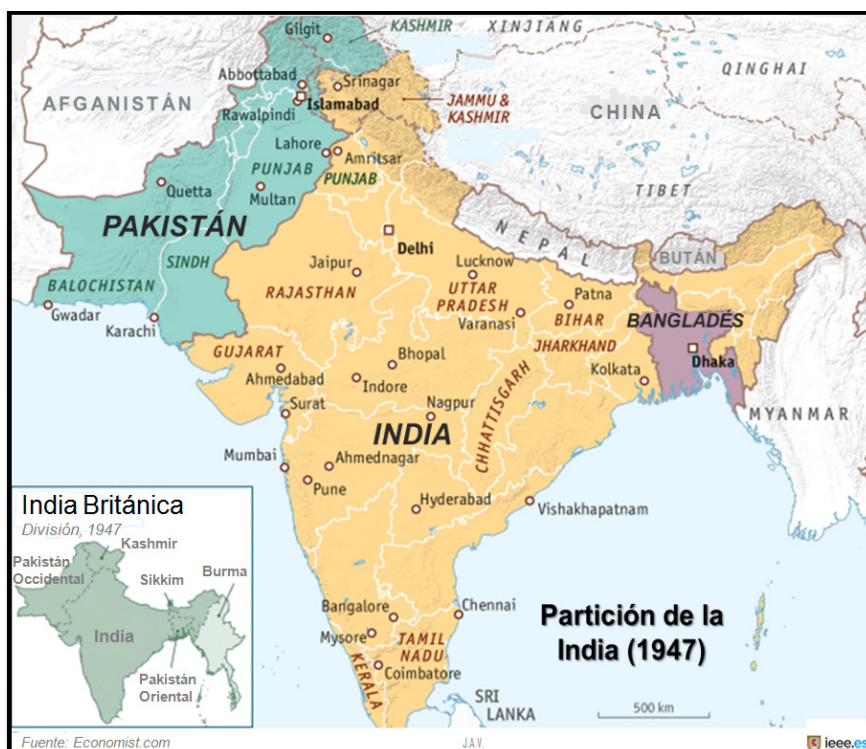 Gilgit
KASHMIR
XINJIANG
QINGHAI
Abbottabad
Srinagar
AFGANISTÁN
Islamabad
JAMMU &
KASHMIR
CHINA
Rawalpindi
Lahore
Amritsar
PUNJAB
PUNJAB
TIBET
Quetta
Multan
PAKISTÁN
NEPAL
Delhi
BUTÁN
SINDH
Jaipur
Lucknow
BALOCHISTAN
RAJASTHAN
UTTAR
PRADESH
Patna
Gwadar
Karachi
Varanasi
BIHAR
BANGLADÉS
JHARKHAND
GUJARAT
Bhopal
Dhaka
Ahmedabad
Indore
Kolkata
CHHATTISGARH
Surat
Nagpur
MYANMAR
INDIA
Mumbai
Ahmednagar
Pune
Hyderabad
Vishakhapatnam
India Británica
División, 1947
Kashmir
Pakistán
Occidental
Sikkim
Burma
India
Pakistán
Oriental
Bangalore
Chennai
Partición de la
India (1947)
Mysore
TAMIL
NADU
KERALA
Coimbatore
SRI
LANKA
500 km
Fuente: Economist.com
J.A.V.
ieee.es